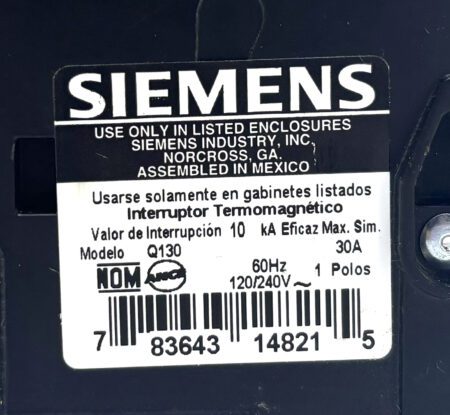 SIEMENS
USE ONLY IN LISTED ENCLOSURES
SIEMENS INDUSTRY, INC.
NORCROSS, GA.
ASSEMBLED IN MEXICO
Usarse solamente en gabinetes listados
Interruptor Termomagnético
Valor de Interrupción 10 kA Eficaz Max. Sim.
Modelo Q130 30A
NOM ANCE 60Hz 1 Polos
120/240V ~
7 83643 14821 5